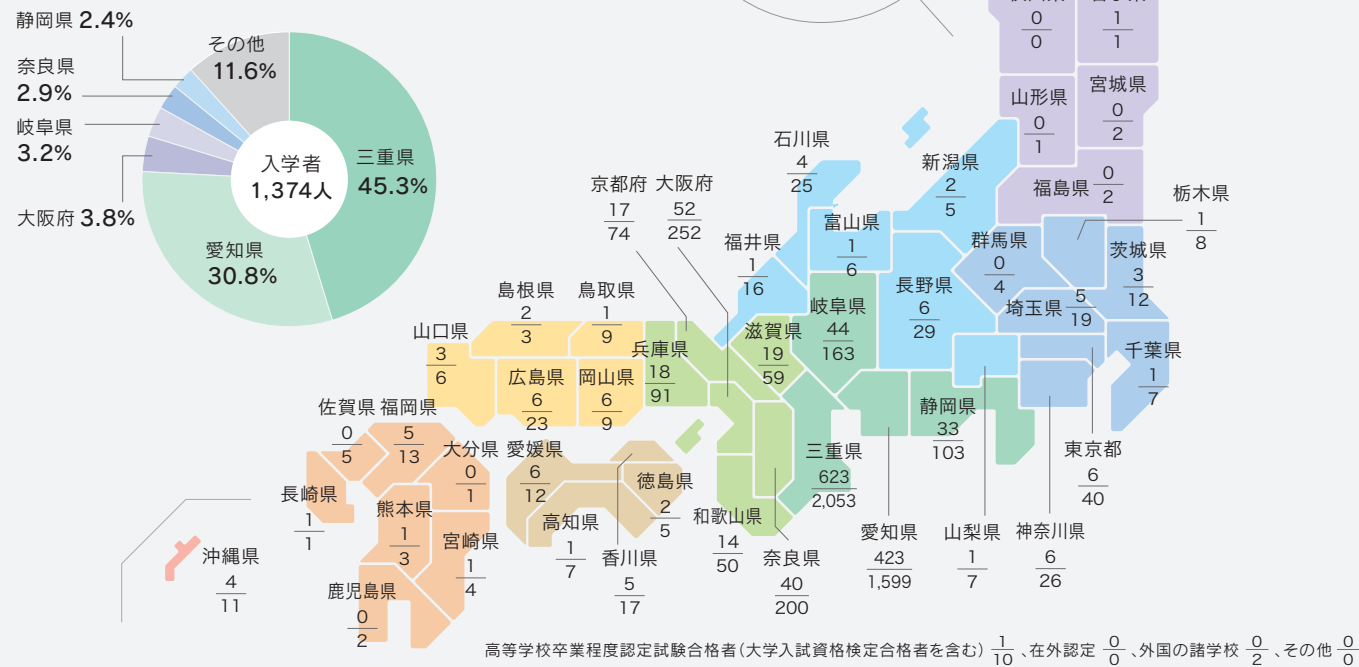 静岡県 2.4%
奈良県
2.9%
岐阜県
3.2%
大阪府 3.8%
その他
11.6%
三重県
45.3%
愛知県
30.8%
入学者
1,374人
0
0
1
1
山形県
0
1
宮城県
0
2
福島県
0
2
栃木県
1
8
石川県
4
25
新潟県
2
5
富山県
1
6
福井県
1
16
群馬県
0
4
茨城県
3
12
長野県
6
29
埼玉県
5
19
千葉県
1
7
京都府
17
74
大阪府
52
252
岐阜県
44
163
滋賀県
19
59
兵庫県
18
91
島根県
2
3
鳥取県
1
9
山口県
3
6
広島県
6
23
岡山県
6
9
静岡県
33
103
三重県
623
2,053
東京都
6
40
佐賀県
0
5
福岡県
5
13
大分県
0
1
愛媛県
6
12
徳島県
2
5
長崎県
1
1
熊本県
1
3
宮崎県
1
4
高知県
1
7
香川県
5
17
和歌山県
14
50
奈良県
40
200
愛知県
423
1,599
山梨県
1
7
神奈川県
6
26
沖縄県
4
11
鹿児島県
0
2
高等学校卒業程度認定試験合格者(大学入試資格検定合格者を含む) 1/10 、在外認定 0/0 、外国の諸学校 0/2 、その他 0/0